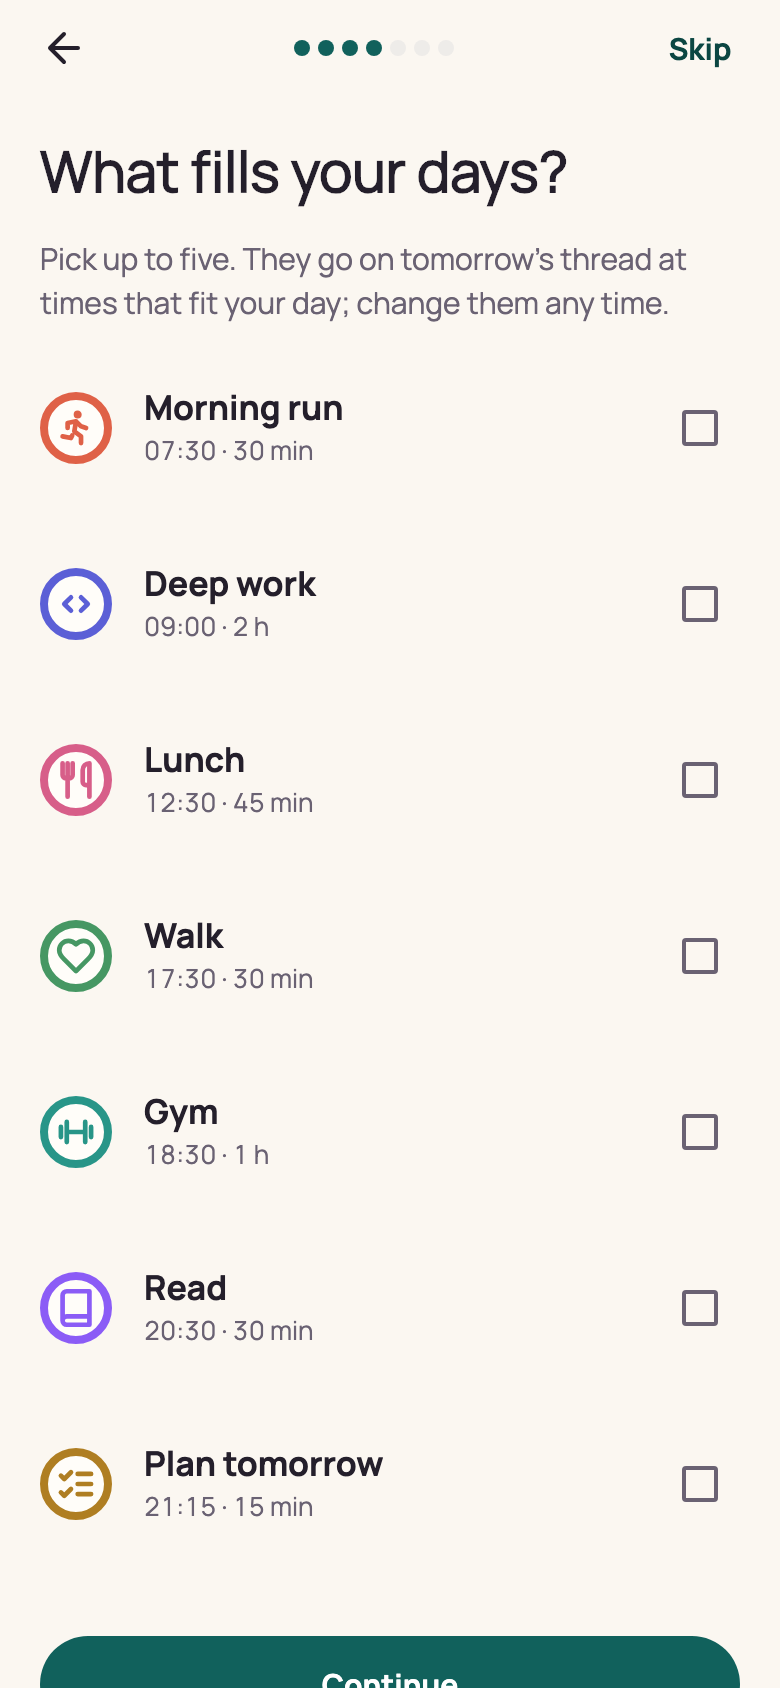 Skip
What fills your days?
Pick up to five. They go on tomorrow’s thread at
times that fit your day; change them any time.
Morning run
07:30 · 30 min
Deep work
09:00 · 2 h
Lunch
12:30 · 45 min
Walk
17:30 · 30 min
Gym
18:30 · 1 h
Read
20:30 · 30 min
Plan tomorrow
21:15 · 15 min
Continue